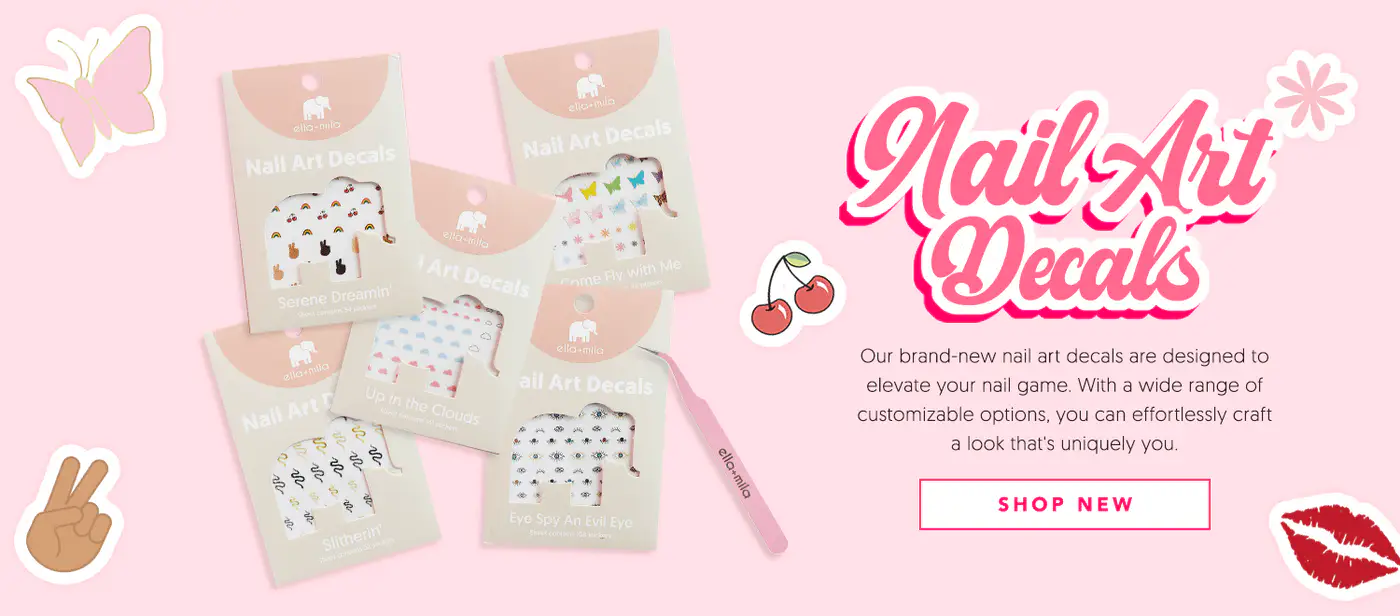 ella+mila
Nail Art Decals
Serene Dreamin'
ella+mila
Nail Art Decals
come Fly with Me
ella+mila
l Art Decals
Up In the Clouds
ella+mila
Nail Art D
Slitherin'
ella+mila
ail Art Decals
Eye Spy An Evil Eye
ella+mila
Nail Art
Decals
Our brand-new nail art decals are designed to
elevate your nail game. With a wide range of
customizable options, you can effortlessly craft
a look that's uniquely you.
SHOP NEW